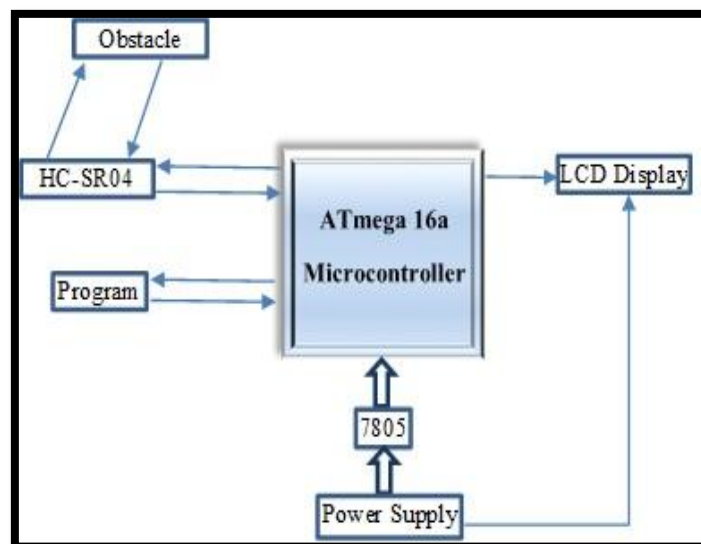 Obstacle
HC-SR04
LCD Display
ATmega 16a
Microcontroller
Program
7805
Power Supply